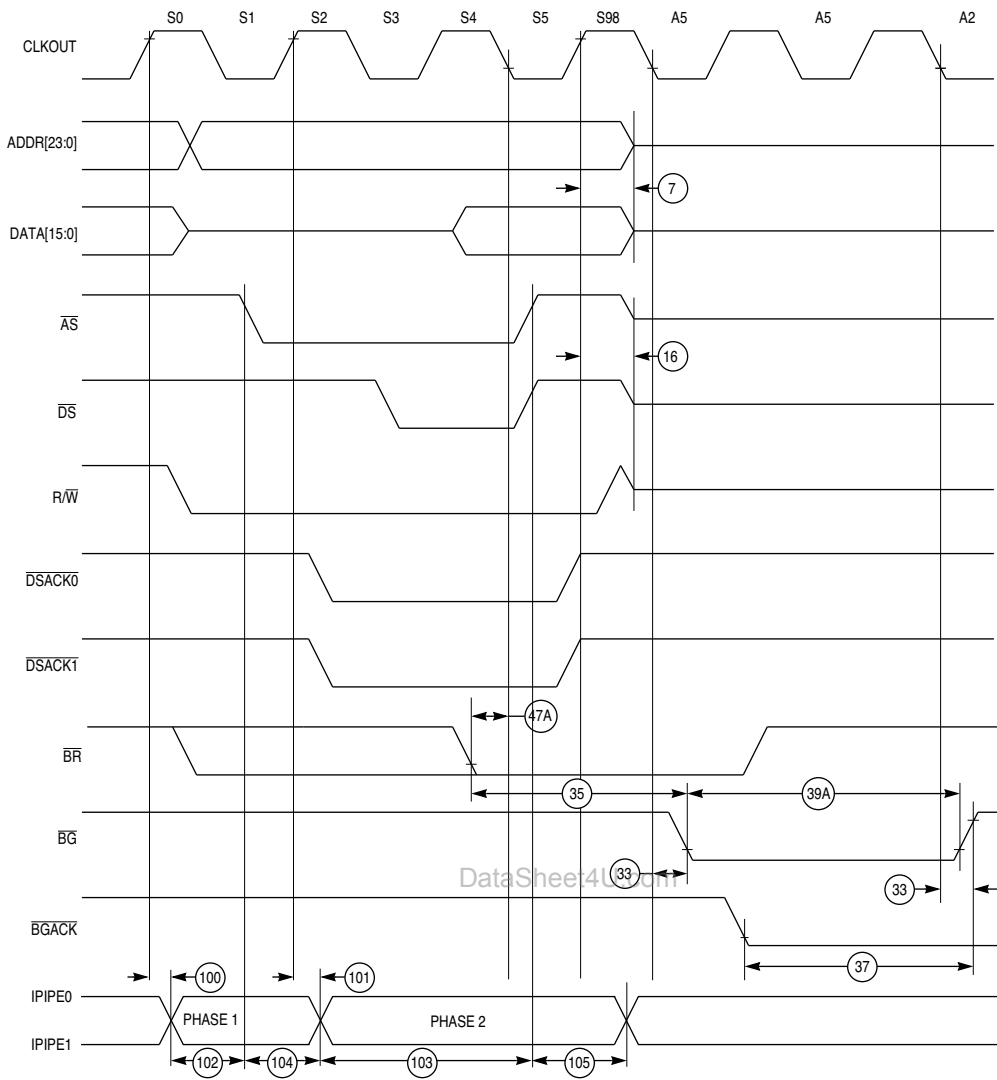 S0 S1 S2 S3 S4 S5 S98 A5 A5 A2
CLKOUT
ADDR[23:0]
7
DATA[15:0]
AS
16
DS
R/W
DSACK0
DSACK1
47A
BR
35 39A
BG
33 33
DataSheet4U.com
BGACK
37
100 101
IPIPE0
PHASE 1 PHASE 2
IPIPE1
102 104 103 105